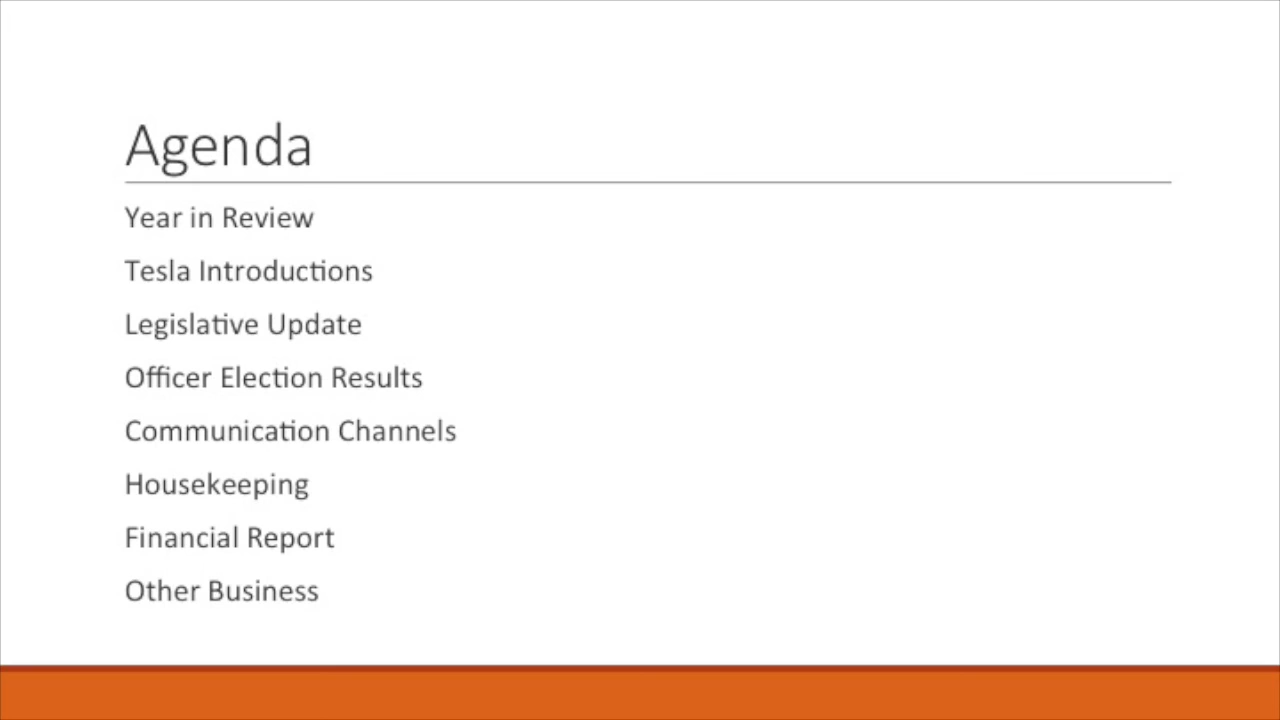 Agenda
Year in Review
Tesla Introductions
Legislative Update
Officer Election Results
Communication Channels
Housekeeping
Financial Report
Other Business